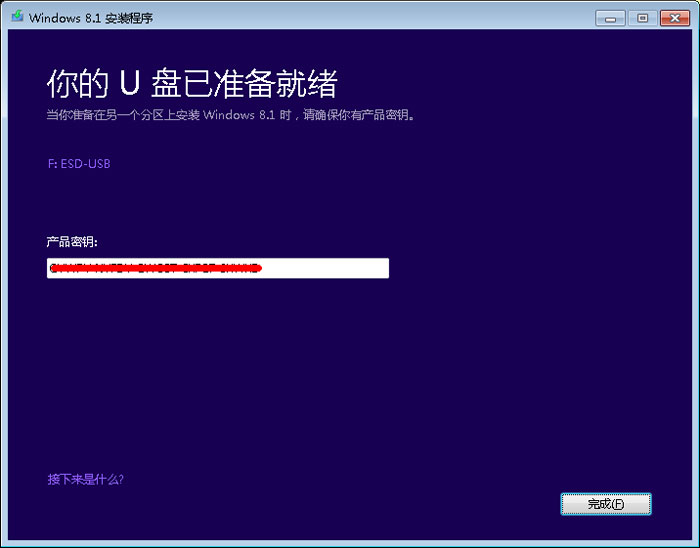 Windows 8.1 安装程序
你的 U 盘已准备就绪
当你准备在另一个分区上安装 Windows 8.1 时，请确保你有产品密钥。
F: ESD-USB
产品密钥:
接下来是什么?
完成(F)